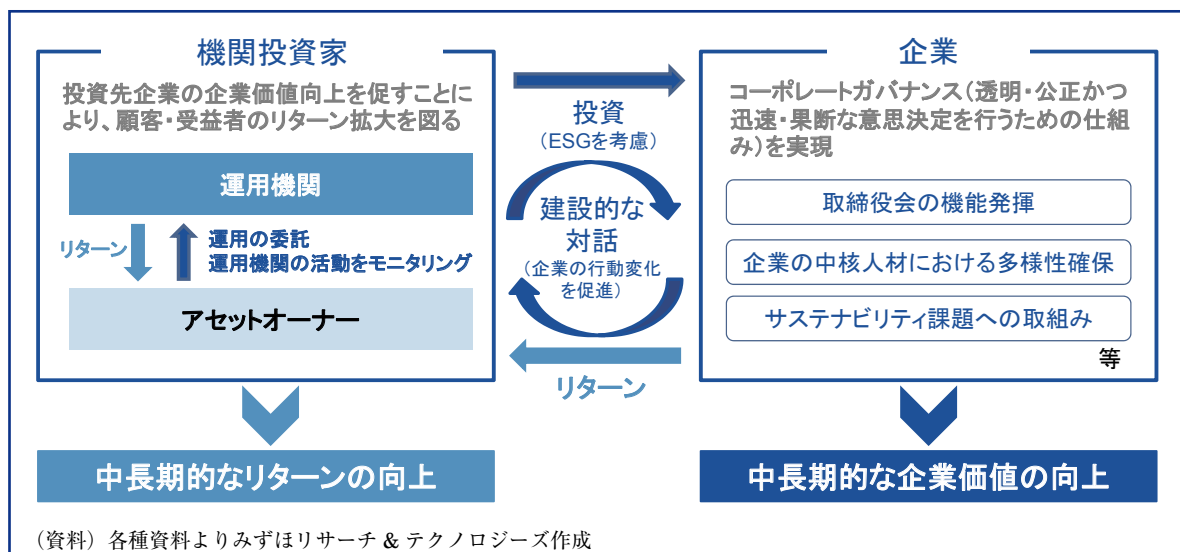 機関投資家
投資先企業の企業価値向上を促すことに
より、顧客・受益者のリターン拡大を図る
運用機関
リターン
運用の委託
運用機関の活動をモニタリング
アセットオーナー
中長期的なリターンの向上
投資
(ESGを考慮)
建設的な
対話
(企業の行動変化
を促進)
リターン
企業
コーポレートガバナンス(透明・公正かつ
迅速・果断な意思決定を行うための仕組
み)を実現
取締役会の機能発揮
企業の中核人材における多様性確保
サステナビリティ課題への取組み
等
中長期的な企業価値の向上
(資料)各種資料よりみずほリサーチ & テクノロジーズ作成